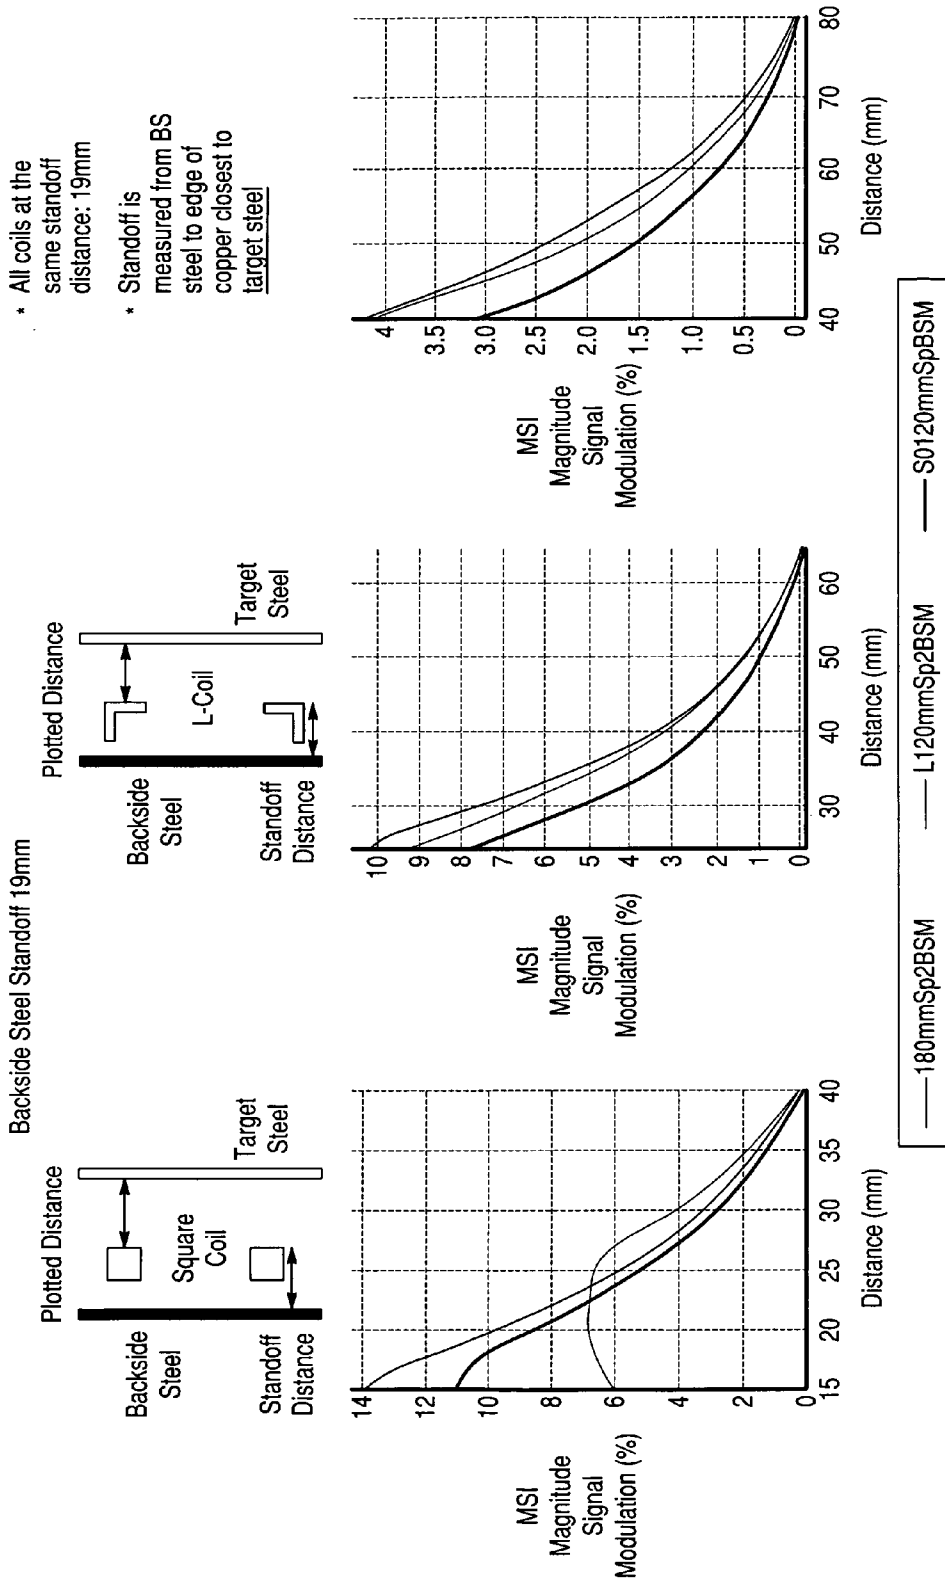 Backside Steel Standoff 19mm
Plotted Distance
Backside
Steel
Square
Coil
Target
Steel
Standoff
Distance
Plotted Distance
Backside
Steel
L-Coil
Target
Steel
Standoff
Distance
* All coils at the
same standoff
distance: 19mm
* Standoff is
measured from BS
steel to edge of
copper closest to
target steel
MSI
Magnitude
Signal
Modulation (%)
14
12
10
8
6
4
2
0
15 20 25 30 35 40
Distance (mm)
MSI
Magnitude
Signal
Modulation (%)
10
9
8
7
6
5
4
3
2
1
0
30 40 50 60
Distance (mm)
MSI
Magnitude
Signal
Modulation (%)
4
3.5
3.0
2.5
2.0
1.5
1.0
0.5
0
40 50 60 70 80
Distance (mm)
180mmSp2BSM L120mmSp2BSM S0120mmSpBSM